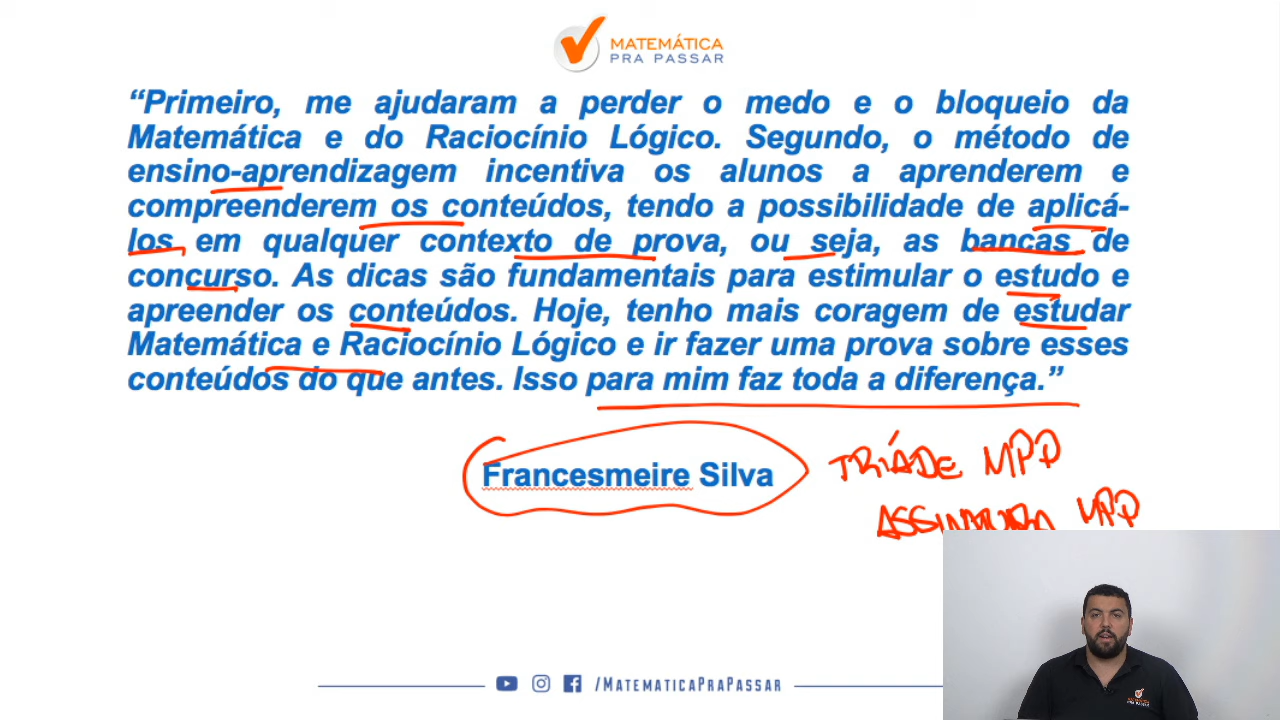 MATEMÁTICA
PRA PASSAR
“Primeiro, me ajudaram a perder o medo e o bloqueio da
Matemática e do Raciocínio Lógico. Segundo, o método de
ensino-aprendizagem incentiva os alunos a aprenderem e
compreenderem os conteúdos, tendo a possibilidade de aplicá-
los em qualquer contexto de prova, ou seja, as bancas de
concurso. As dicas são fundamentais para estimular o estudo e
apreender os conteúdos. Hoje, tenho mais coragem de estudar
Matemática e Raciocínio Lógico e ir fazer uma prova sobre esses
conteúdos do que antes. Isso para mim faz toda a diferença.”
Francesmeire Silva
TRÍADE MPP
ASSINATURA MPP
/MATEMATICAPRAPASSAR
MATEMÁTICA
PRA PASSAR